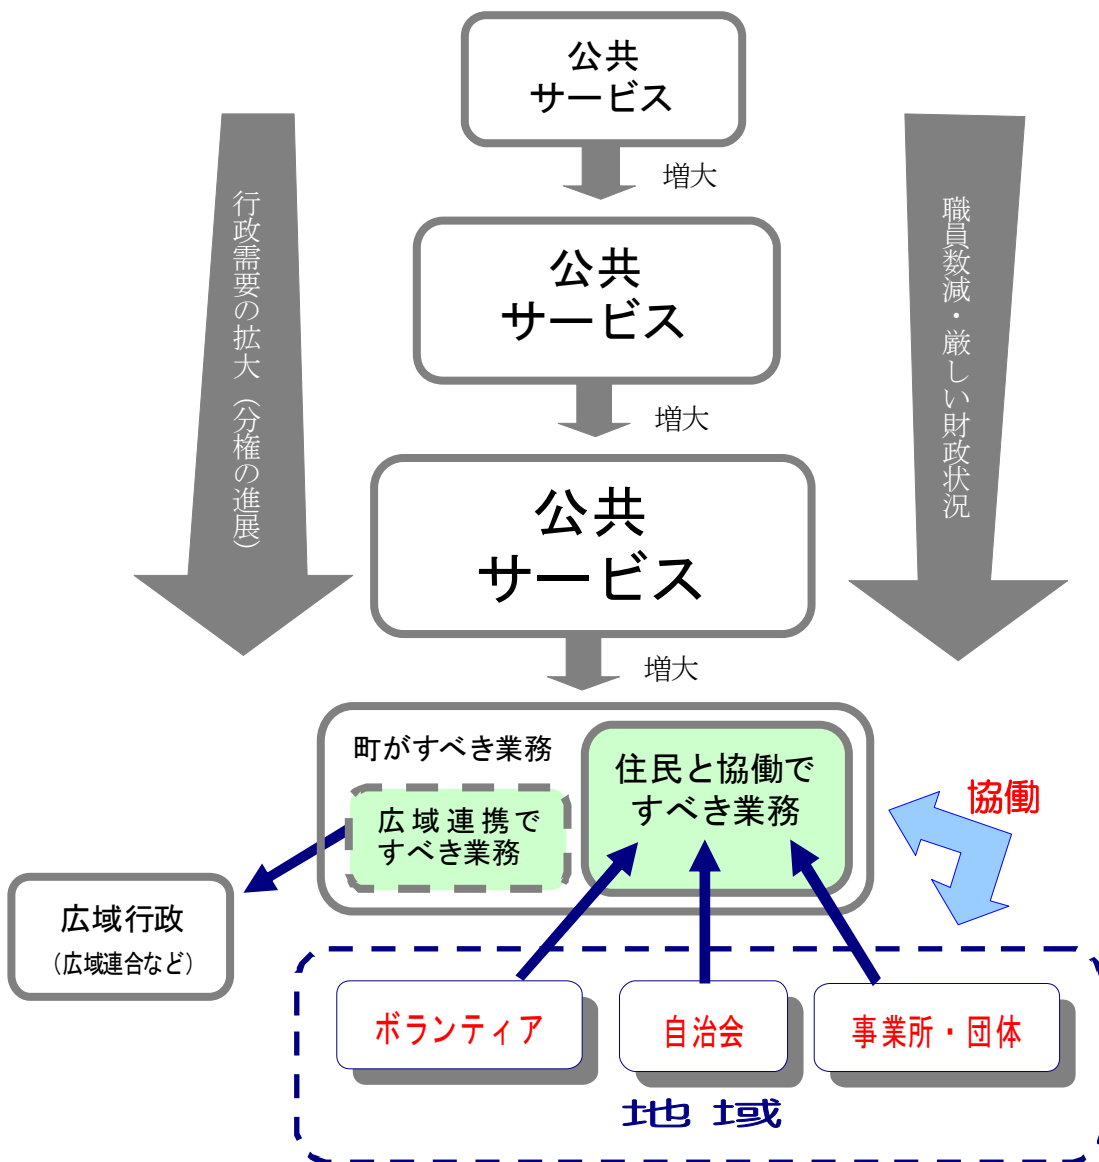 公共
サービス
増大
行政需要の拡大（分権の進展）
職員数減・厳しい財政状況
公共
サービス
増大
公共
サービス
増大
町がすべき業務
住民と協働で
すべき業務
広域連携で
すべき業務
協働
広域行政
（広域連合など）
ボランティア
自治会
事業所・団体
地域